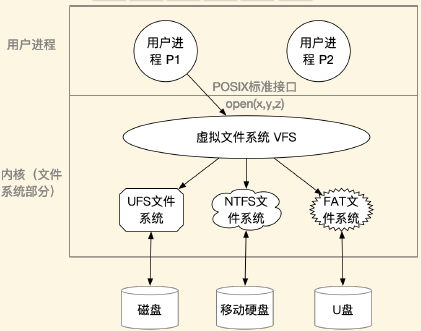 用户进程
用户进
程 P1
用户进
程 P2
POSIX标准接口
open(x,y,z)
虚拟文件系统 VFS
内核（文件
系统部分）
UFS文件
系统
NTFS文
件系统
FAT文
件系统
磁盘
移动硬盘
U盘